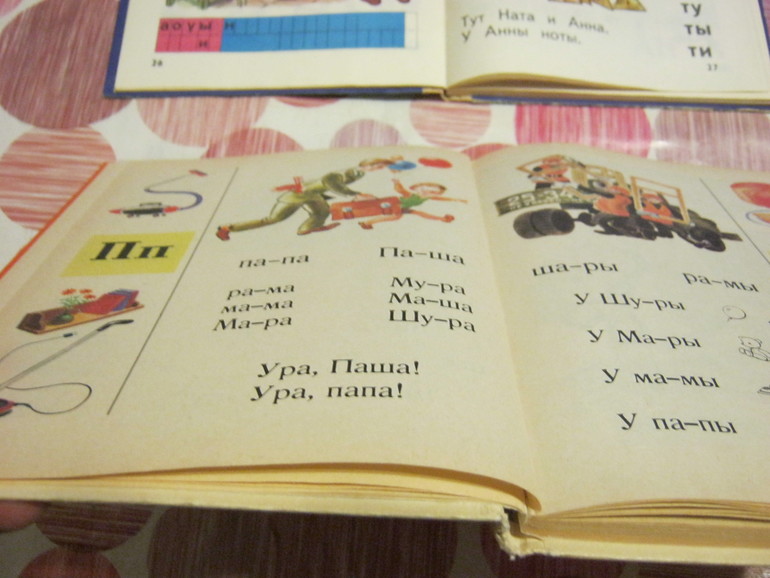 а о у ы н
и
26
Тут Ната и Анна.
У Анны ноты.
ту
ты
ти
27
Пп
па–па Па–ша
ра–ма Му–ра
ма–ма Ма–ша
Ма–ра Шу–ра
Ура, Паша!
Ура, папа!
ша–ры ра–мы
У Шу–ры
У Ма–ры
У ма–мы
У па–пы